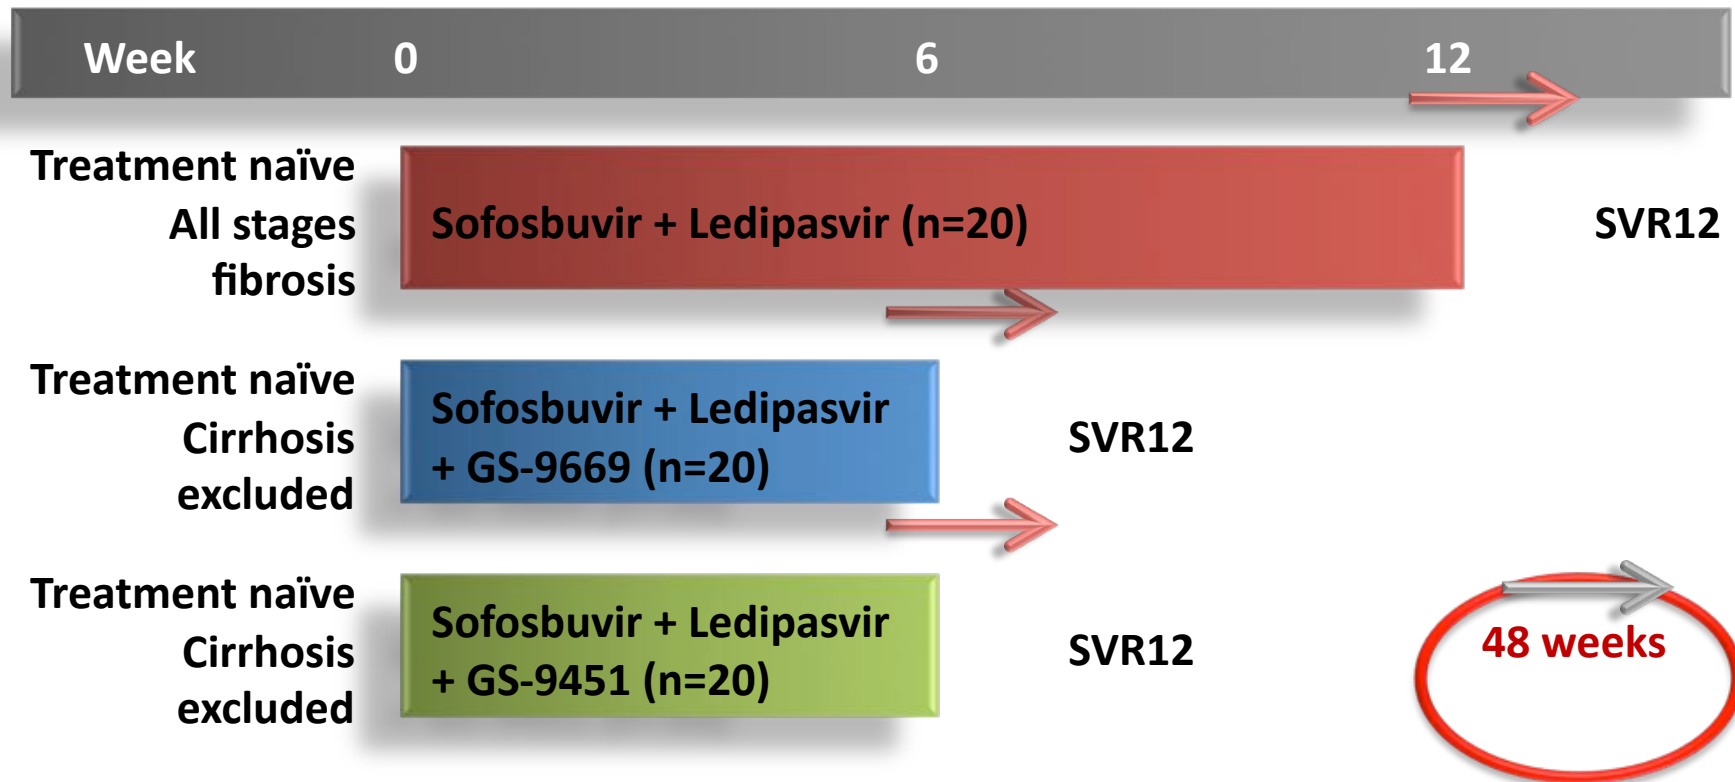 Week 0 6 12
Treatment naïve
All stages
fibrosis
Sofosbuvir + Ledipasvir (n=20)
SVR12
Treatment naïve
Cirrhosis
excluded
Sofosbuvir + Ledipasvir
+ GS-9669 (n=20)
SVR12
Treatment naïve
Cirrhosis
excluded
Sofosbuvir + Ledipasvir
+ GS-9451 (n=20)
SVR12
48 weeks